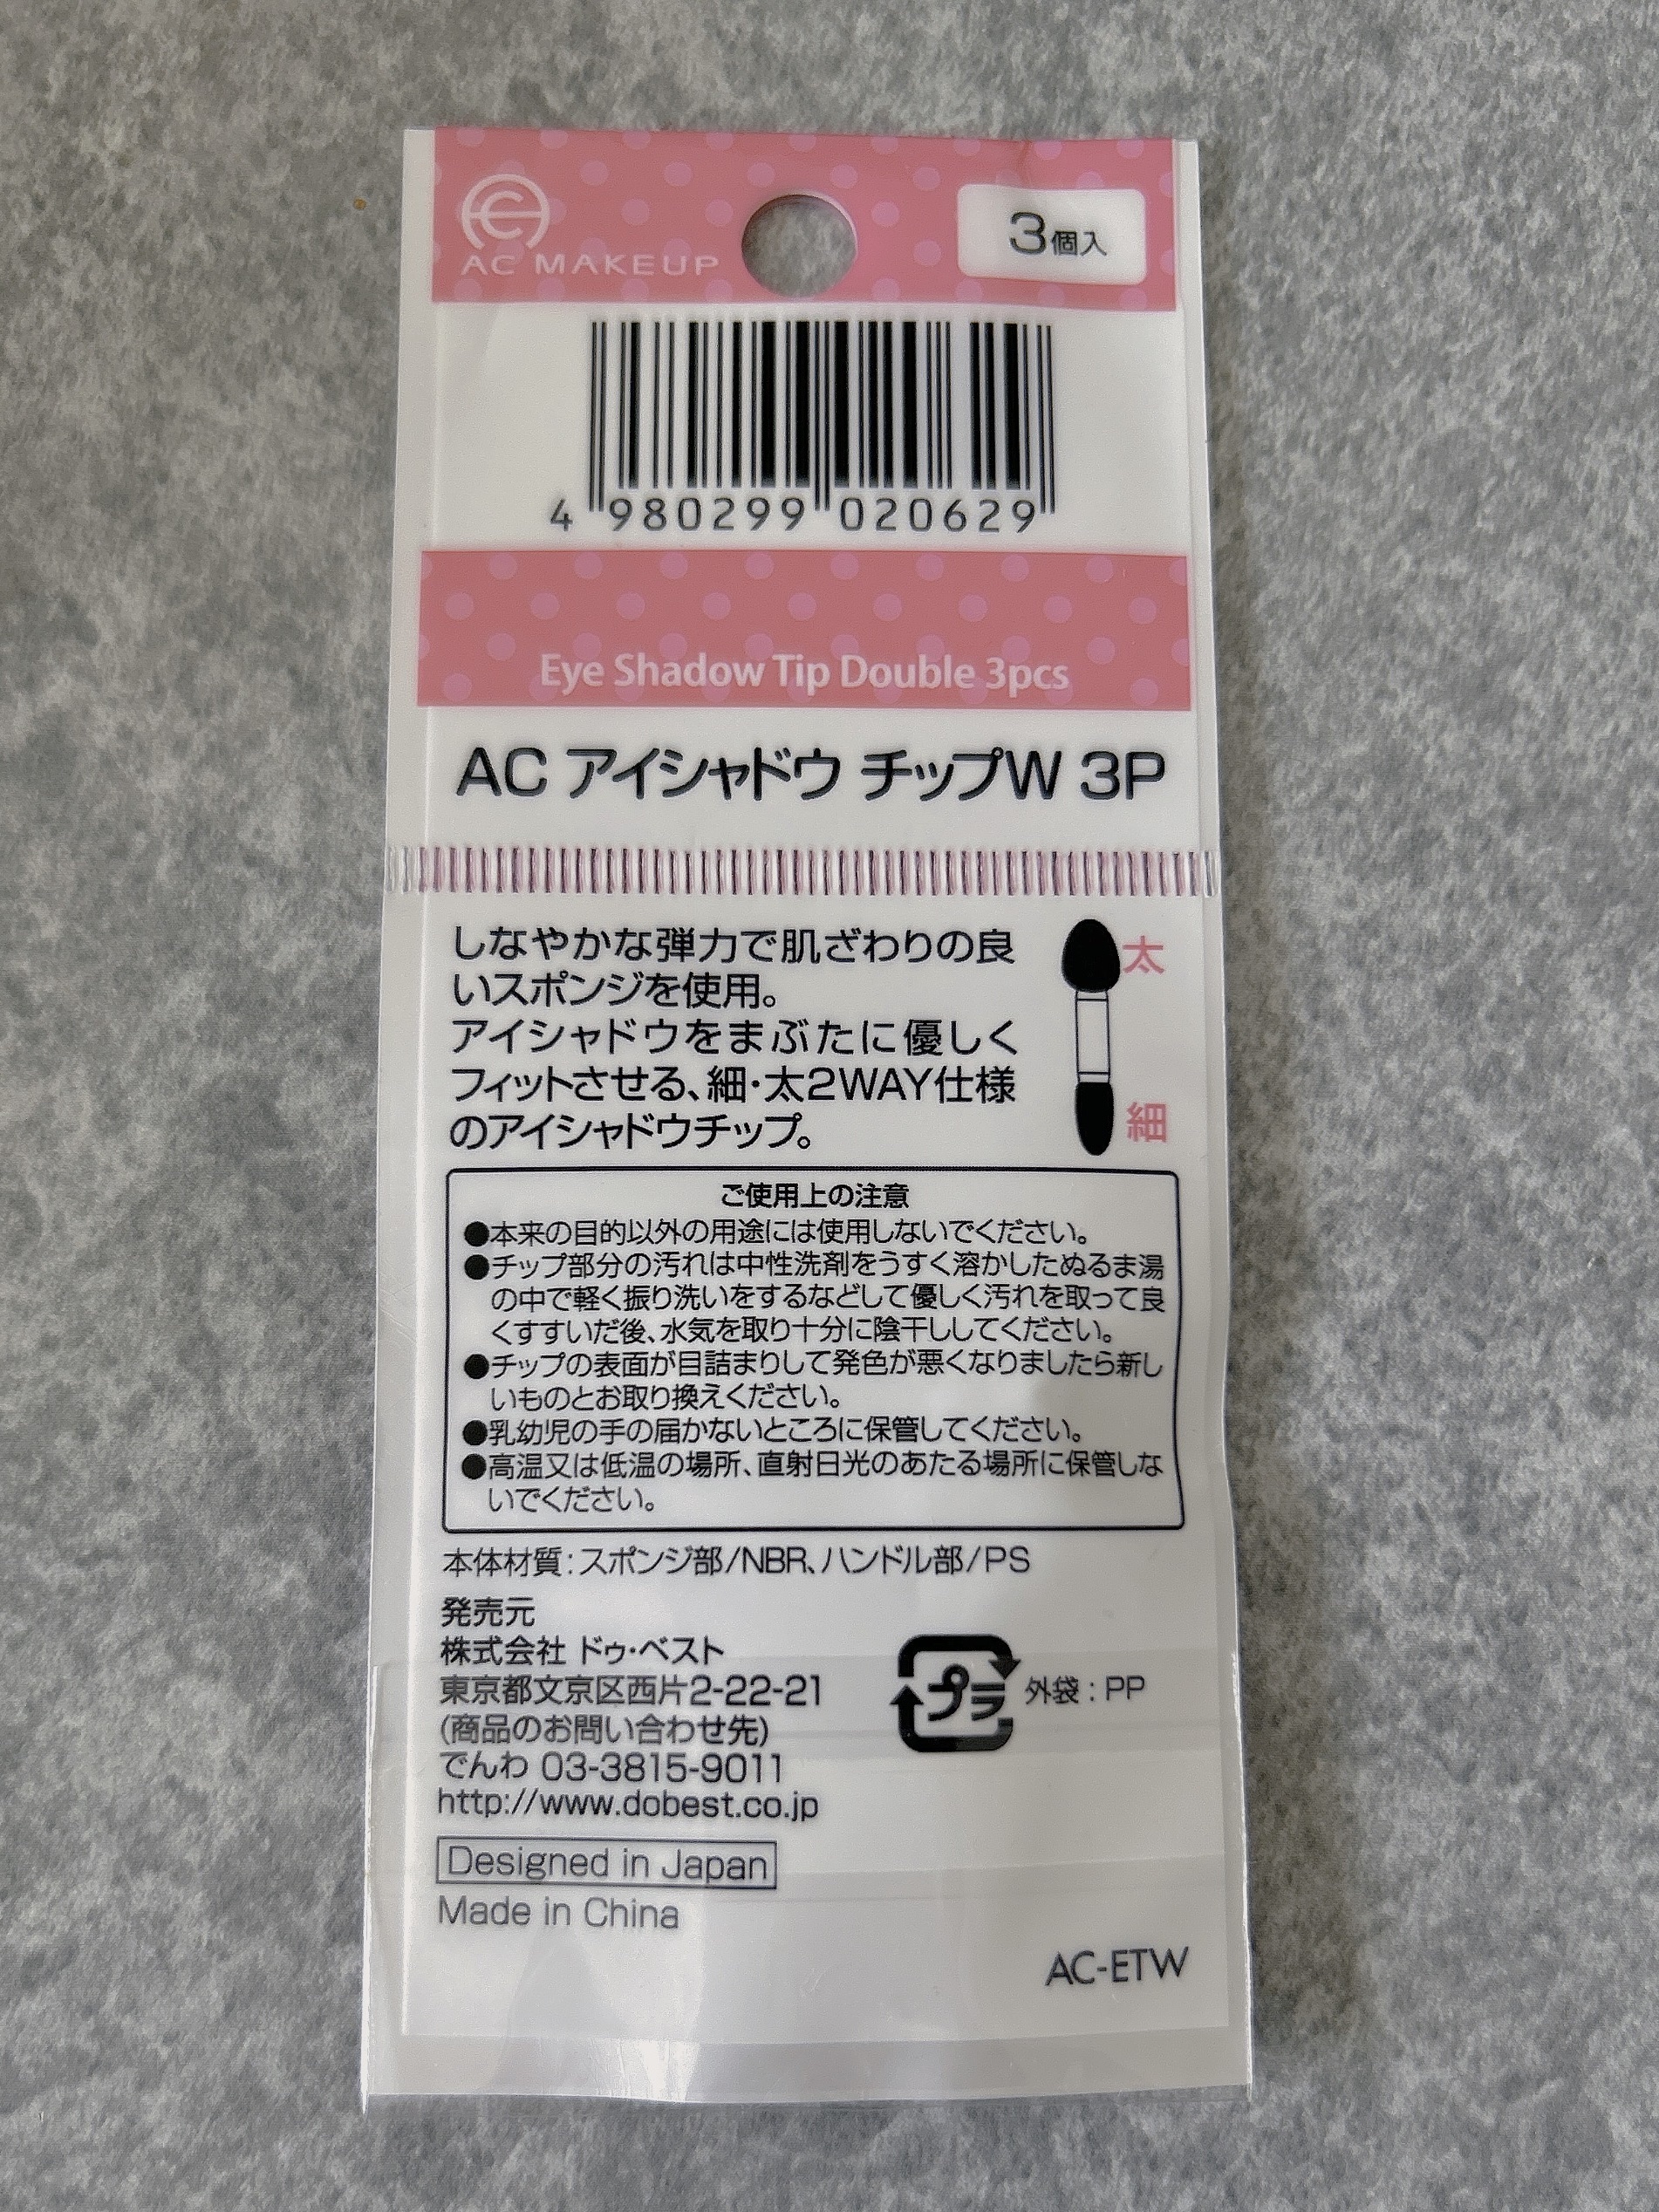 AC MAKEUP
3個入
4 980299 020629
Eye Shadow Tip Double 3pcs
AC アイシャドウ チップW 3P
しなやかな弾力で肌ざわりの良
いスポンジを使用。
アイシャドウをまぶたに優しく
フィットさせる、細・太2WAY仕様
のアイシャドウチップ。
太
細
ご使用上の注意
●本来の目的以外の用途には使用しないでください。
●チップ部分の汚れは中性洗剤をうすく溶かしたぬるま湯
の中で軽く振り洗いをするなどして優しく汚れを取って良
くすすいだ後、水気を取り十分に陰干ししてください。
●チップの表面が目詰まりして発色が悪くなりましたら新し
いものとお取り換えください。
●乳幼児の手の届かないところに保管してください。
●高温又は低温の場所、直射日光のあたる場所に保管しな
いでください。
本体材質:スポンジ部/NBR、ハンドル部/PS
発売元
株式会社 ドゥ・ベスト
東京都文京区西片2-22-21
(商品のお問い合わせ先)
でんわ 03-3815-9011
http://www.dobest.co.jp
プラ
外袋:PP
Designed in Japan
Made in China
AC-ETW